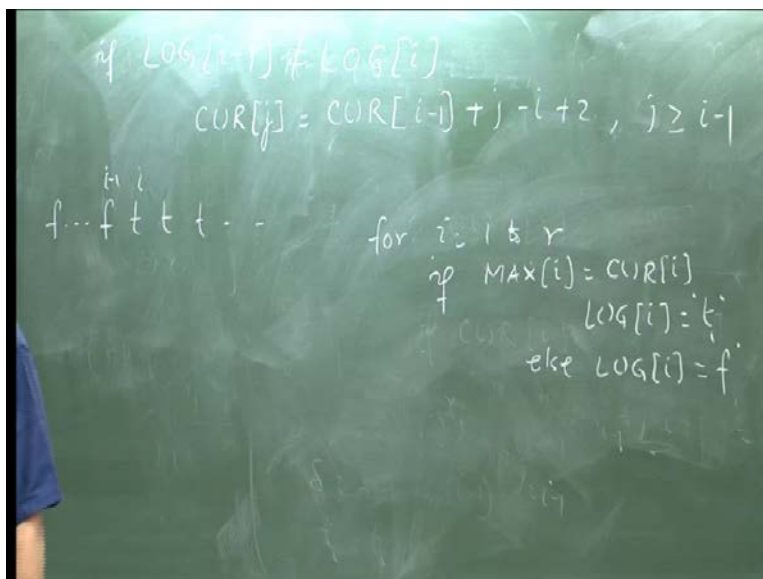 if LOG[i-1] ≠ LOG[i]
CUR[j] = CUR[i-1] + j - i + 2 , j ≥ i-1
i-1 i
f ... f t t t ...
for i = 1 to r
if MAX[i] = CUR[i]
LOG[i] = 't'
else LOG[i] = 'f'